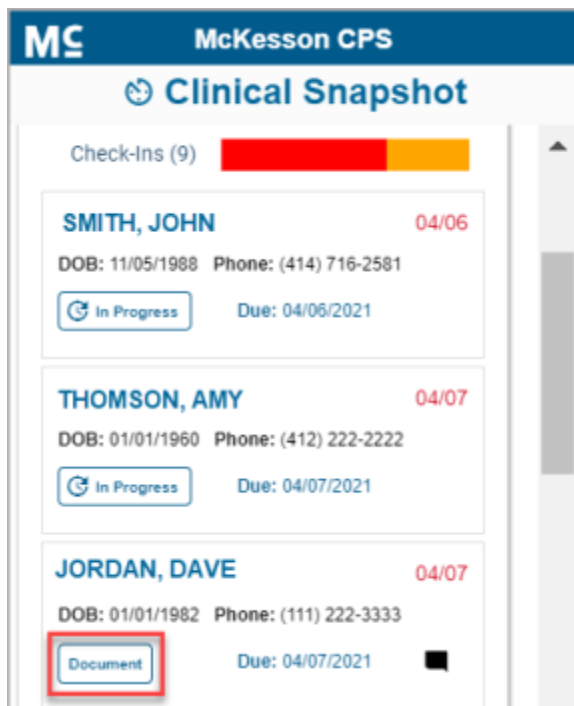 MC McKesson CPS
Clinical Snapshot
Check-Ins (9)
SMITH, JOHN 04/06
DOB: 11/05/1988 Phone: (414) 716-2581
In Progress Due: 04/06/2021
THOMSON, AMY 04/07
DOB: 01/01/1960 Phone: (412) 222-2222
In Progress Due: 04/07/2021
JORDAN, DAVE 04/07
DOB: 01/01/1982 Phone: (111) 222-3333
Document Due: 04/07/2021